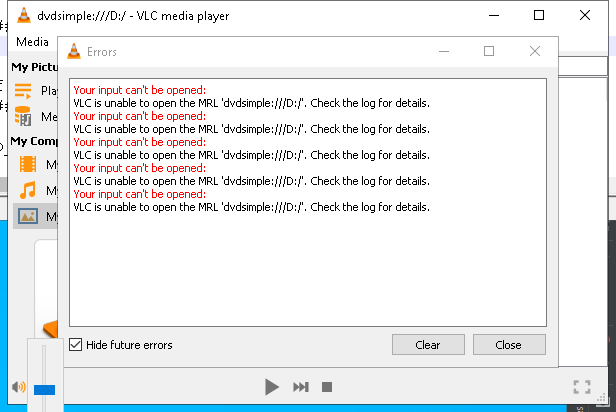 dvdsimple:///D:/ - VLC media player
Media
Errors
My Pictu
Play
Me
My Comp
My
My
My
Your input can't be opened:
VLC is unable to open the MRL 'dvdsimple:///D:/'. Check the log for details.
Your input can't be opened:
VLC is unable to open the MRL 'dvdsimple:///D:/'. Check the log for details.
Your input can't be opened:
VLC is unable to open the MRL 'dvdsimple:///D:/'. Check the log for details.
Your input can't be opened:
VLC is unable to open the MRL 'dvdsimple:///D:/'. Check the log for details.
Your input can't be opened:
VLC is unable to open the MRL 'dvdsimple:///D:/'. Check the log for details.
Hide future errors
Clear
Close